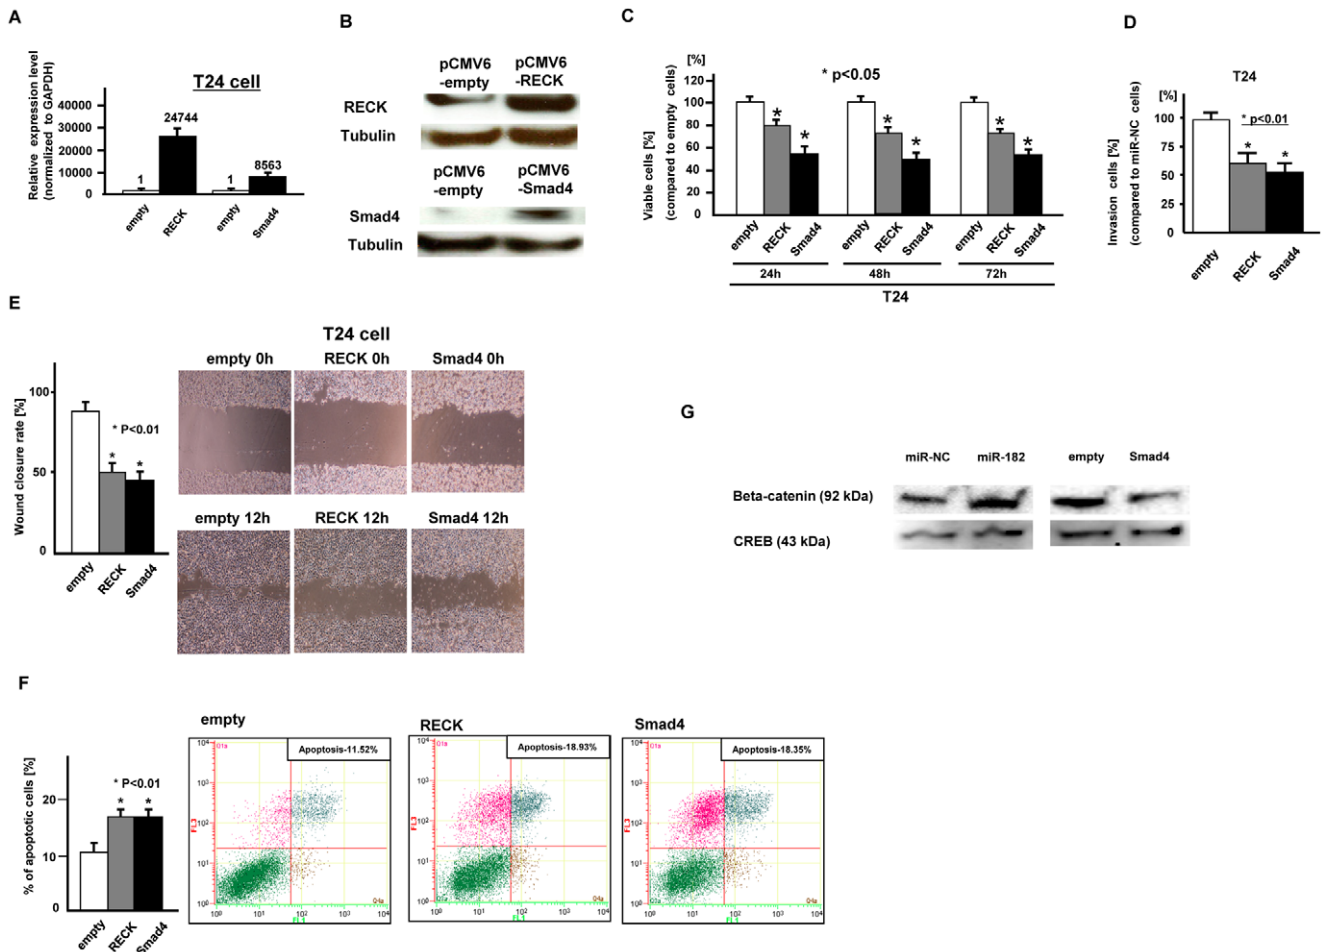 A
T24 cell
Relative expression level
(normalized to GAPDH)
40000
30000
20000
10000
0
1
24744
1
8563
empty
RECK
empty
Smad4
B
pCMV6
-empty
pCMV6
-RECK
RECK
Tubulin
pCMV6
-empty
pCMV6
-Smad4
Smad4
Tubulin
C
[%]
* p<0.05
Viable cells [%]
(compared to empty cells)
120
100
80
60
40
20
0
* * * * * *
empty
RECK
Smad4
empty
RECK
Smad4
empty
RECK
Smad4
24h
48h
72h
T24
D
T24
[%]
* p<0.01
Invasion cells [%]
(compared to miR-NC cells)
100
75
50
25
0
* *
empty
RECK
Smad4
E
T24 cell
Wound closure rate [%]
100
50
0
* P<0.01
* *
empty
RECK
Smad4
empty 0h
RECK 0h
Smad4 0h
empty 12h
RECK 12h
Smad4 12h
F
% of apoptotic cells [%]
20
10
0
* P<0.01
* *
empty
RECK
Smad4
empty
Apoptosis-11.52%
RECK
Apoptosis-18.93%
Smad4
Apoptosis-18.35%
FL3
FL1
FL3
FL1
FL3
FL1
G
miR-NC
miR-182
empty
Smad4
Beta-catenin (92 kDa)
CREB (43 kDa)